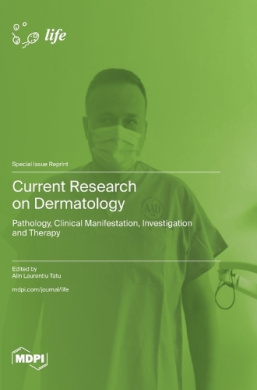 life
Special Issue Reprint
Current Research
on Dermatology
Pathology, Clinical Manifestation, Investigation
and Therapy
Edited by
Alin Laurentiu Tatu
mdpi.com/journal/life
MDPI